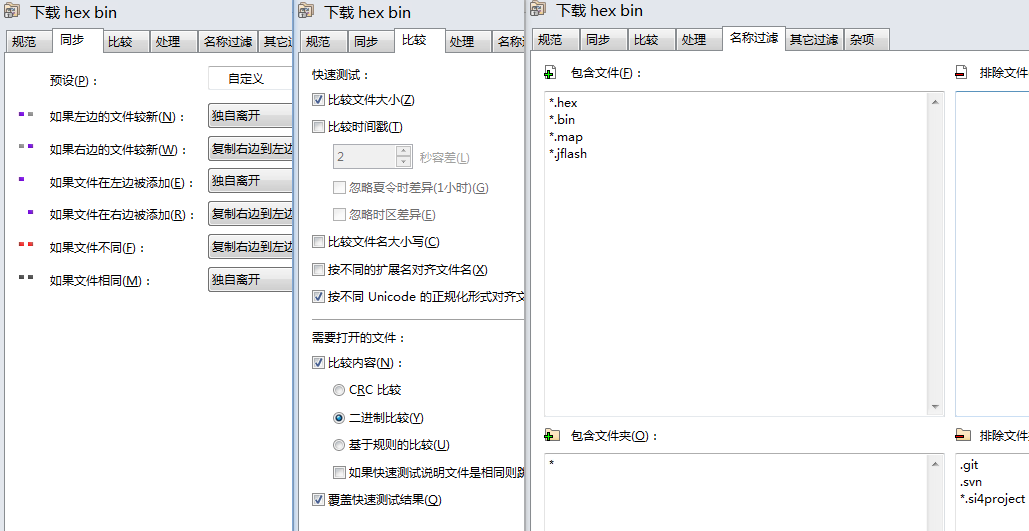 下载 hex bin
规范 同步 比较 处理 名称过滤 其它
预设(P)：
自定义
如果左边的文件较新(N)： 独自离开
如果右边的文件较新(W)： 复制右边到左边
如果文件在左边被添加(E)： 独自离开
如果文件在右边被添加(R)： 复制右边到左边
如果文件不同(F)： 复制右边到左边
如果文件相同(M)： 独自离开
下载 hex bin
规范 同步 比较 处理 名称
快速测试：
比较文件大小(Z)
比较时间戳(T)
2 秒容差(L)
忽略夏令时差异(1小时)(G)
忽略时区差异(E)
比较文件名大小写(C)
按不同的扩展名对齐文件名(X)
按不同 Unicode 的正规化形式对齐文
需要打开的文件：
比较内容(N)：
CRC 比较
二进制比较(Y)
基于规则的比较(U)
如果快速测试说明文件是相同则跳
覆盖快速测试结果(Q)
下载 hex bin
规范 同步 比较 处理 名称过滤 其它过滤 杂项
包含文件(F)：
*.hex
*.bin
*.map
*.jflash
排除文件
包含文件夹(O)：
*
排除文件
.git
.svn
*.si4project